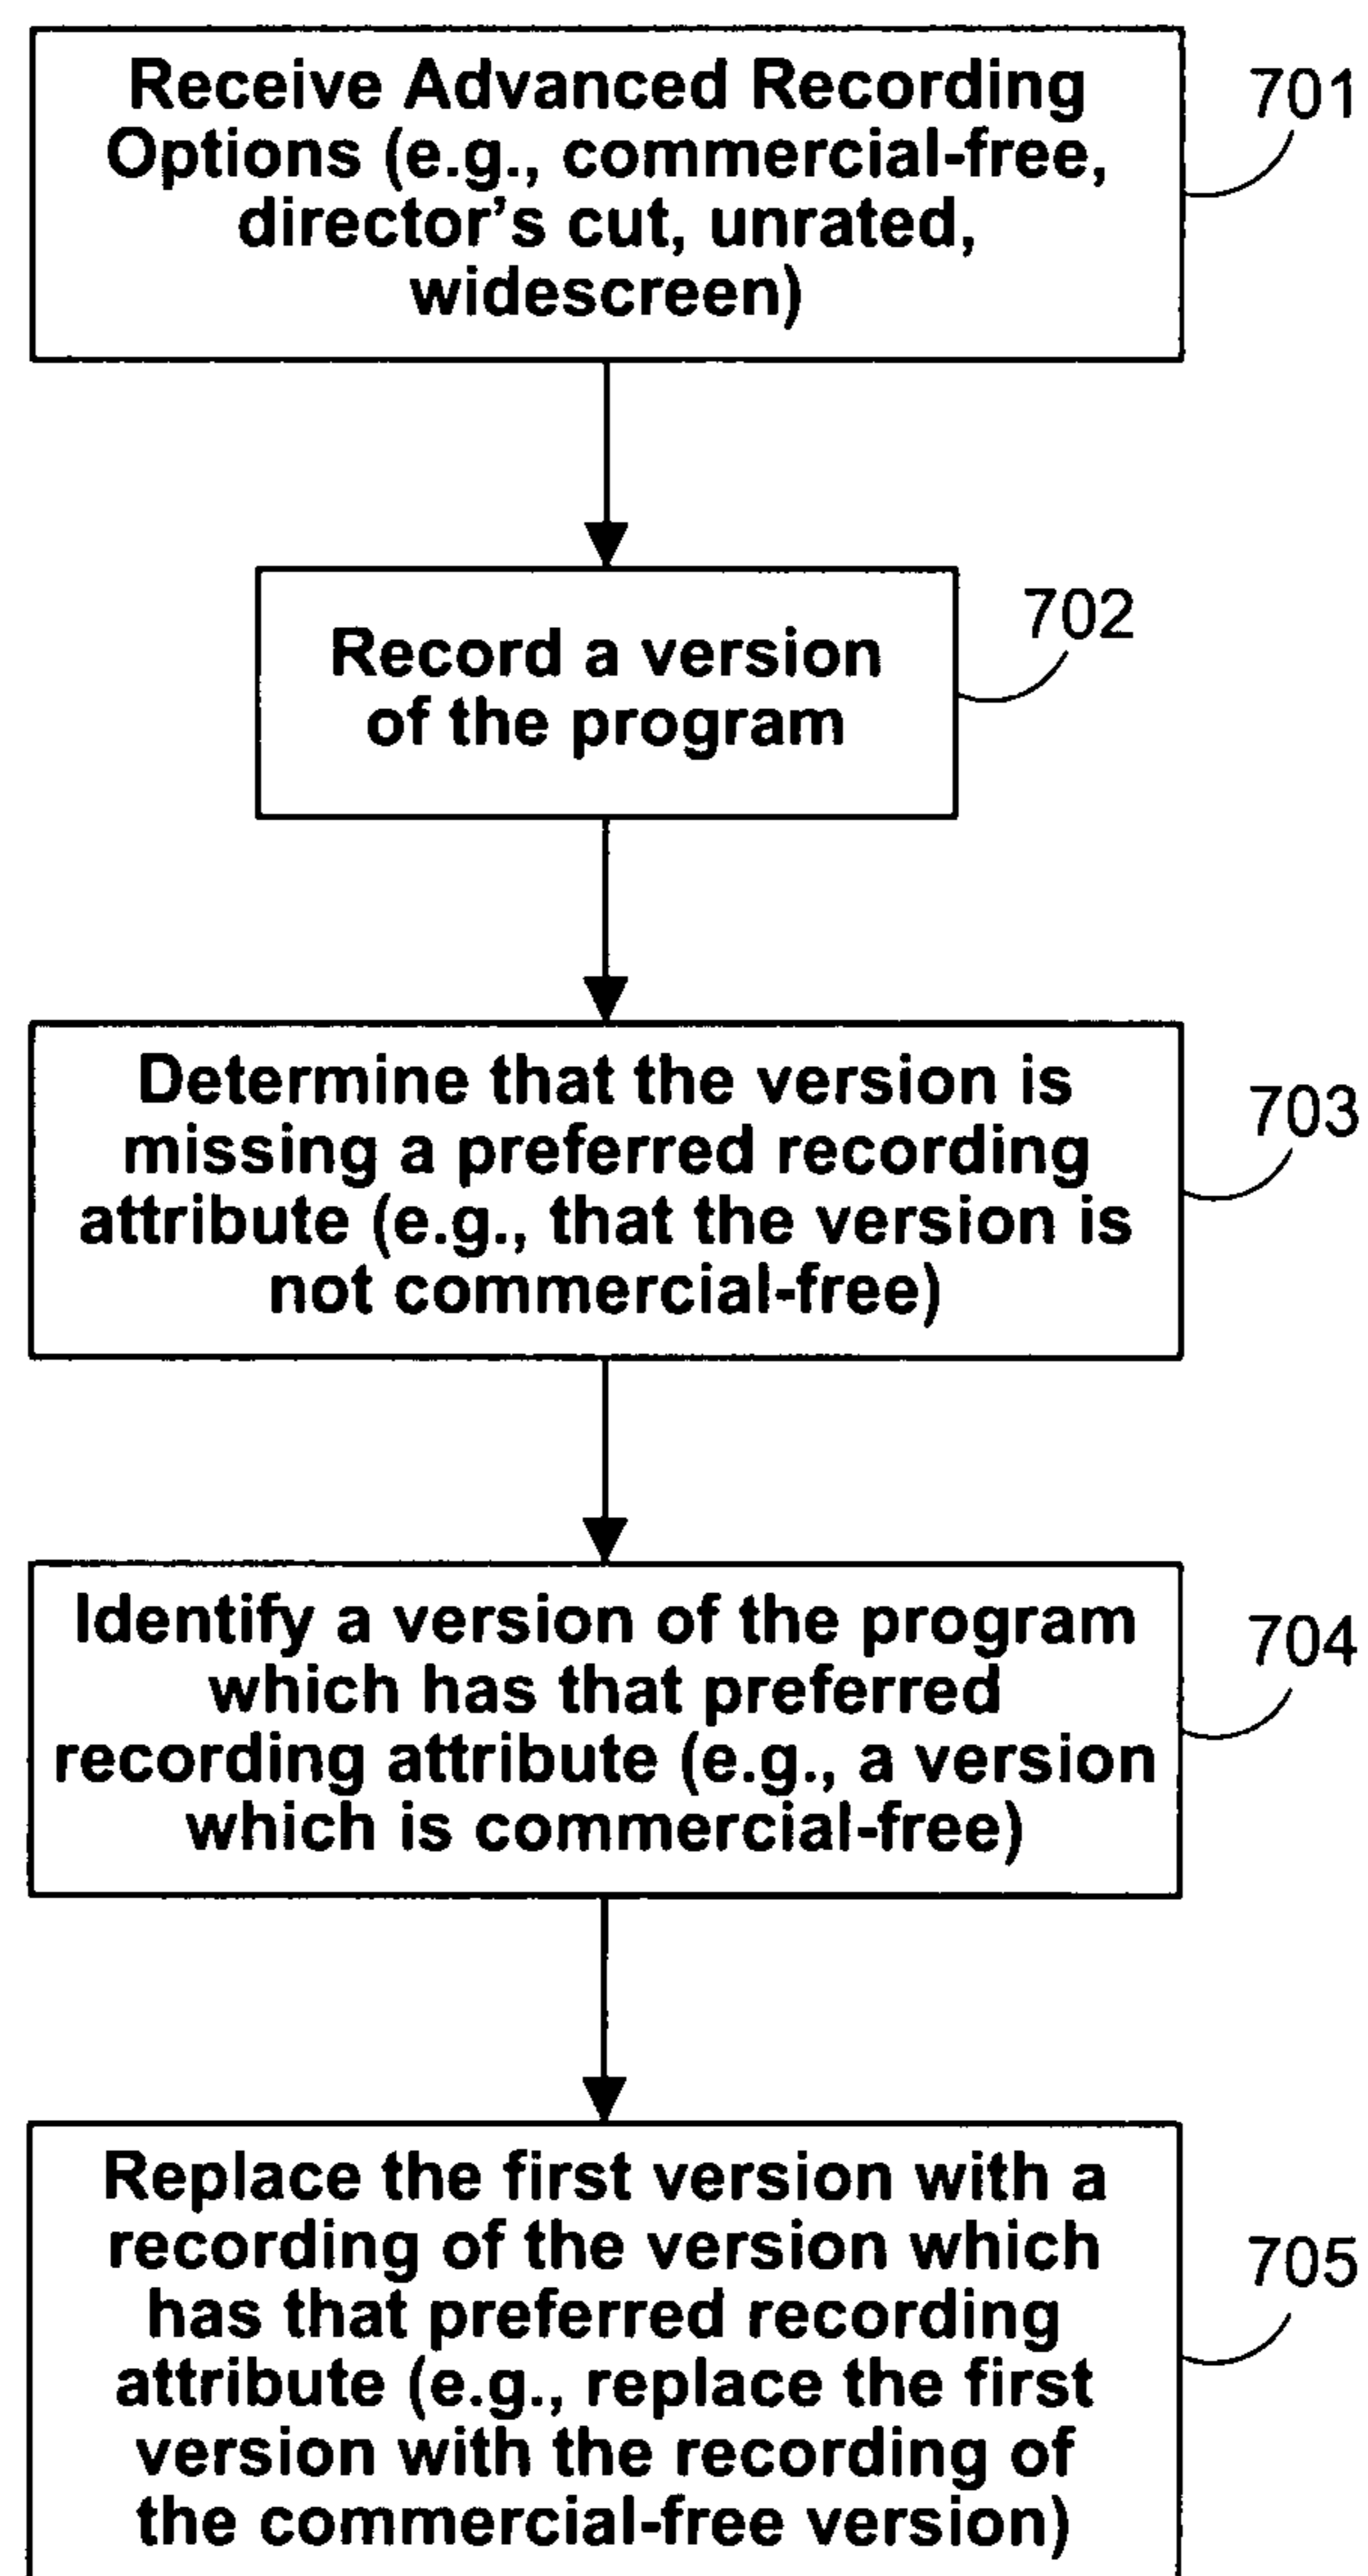 Receive Advanced Recording
Options (e.g., commercial-free,
director's cut, unrated,
widescreen)
701
Record a version
of the program
702
Determine that the version is
missing a preferred recording
attribute (e.g., that the version is
not commercial-free)
703
Identify a version of the program
which has that preferred
recording attribute (e.g., a version
which is commercial-free)
704
Replace the first version with a
recording of the version which
has that preferred recording
attribute (e.g., replace the first
version with the recording of
the commercial-free version)
705